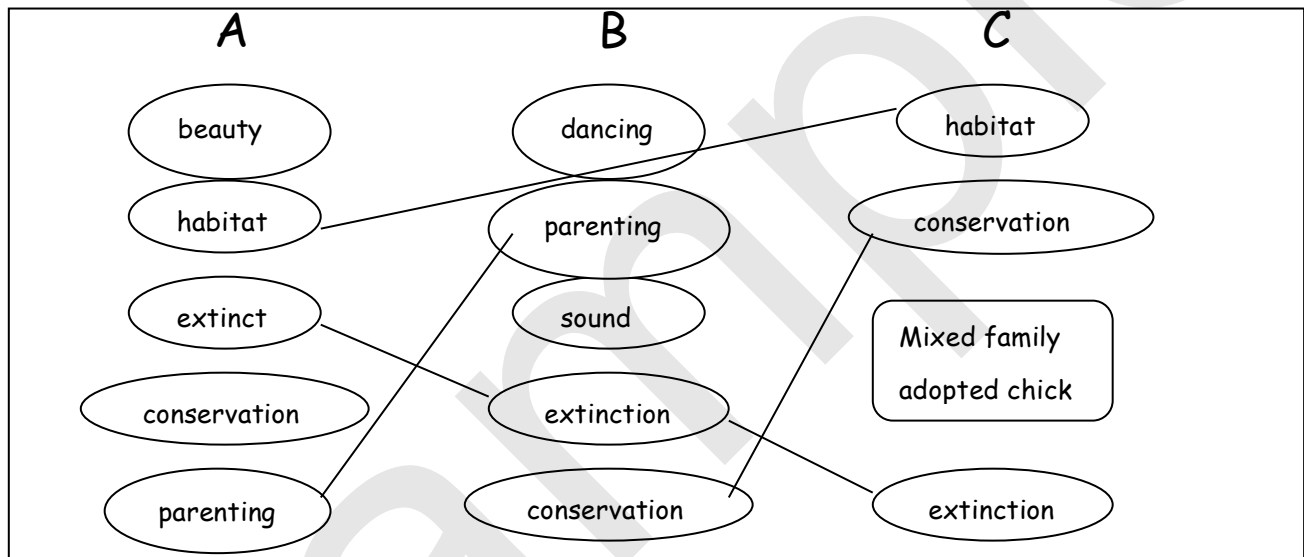 A B C
beauty dancing habitat
habitat parenting conservation
extinct sound Mixed family
adopted chick
conservation extinction
parenting conservation extinction